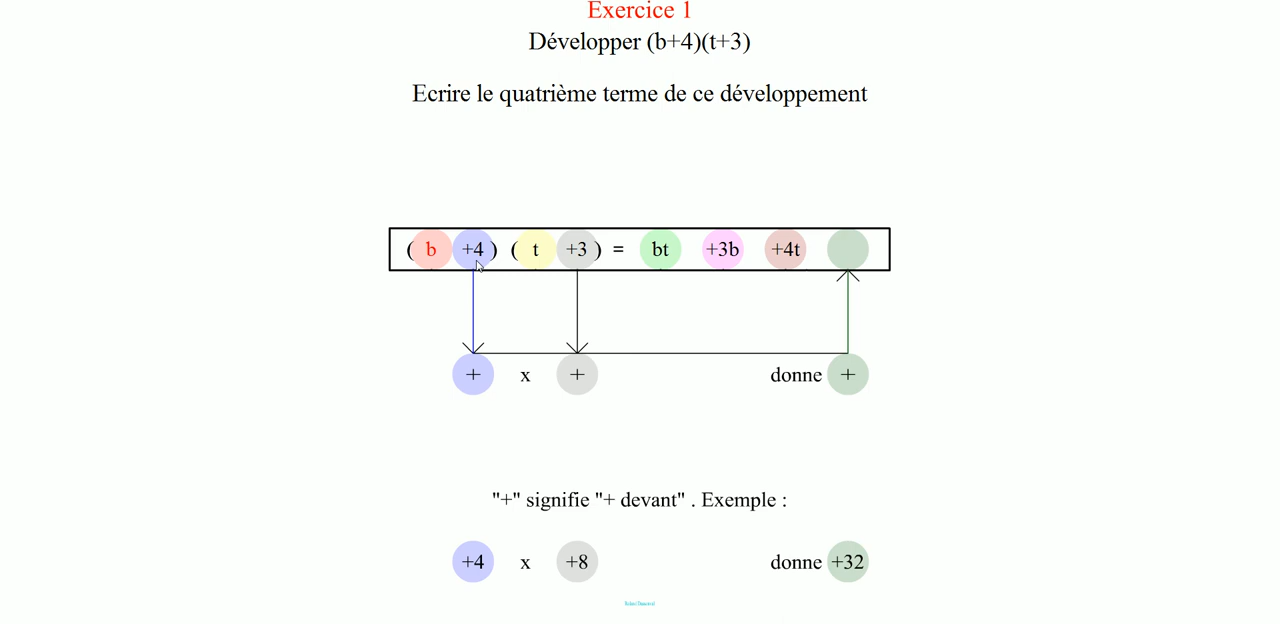 Exercice 1
Développer (b+4)(t+3)
Ecrire le quatrième terme de ce développement
( b +4 ) ( t +3 ) = bt +3b +4t
+ x + donne +
"+" signifie "+ devant" . Exemple :
+4 x +8 donne +32